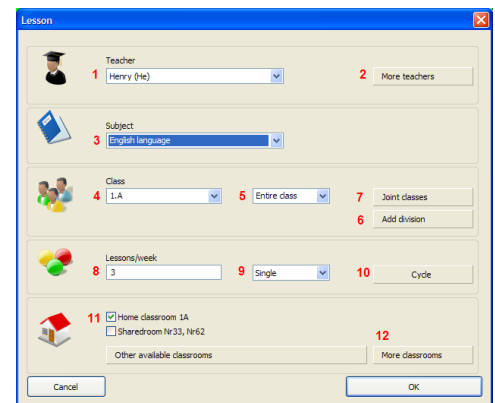 Lesson
Teacher
1 Henry (He) 2 More teachers
Subject
3 English language
Class
4 1.A 5 Entire class 7 Joint classes
6 Add division
Lessons/week
8 3 9 Single 10 Cycle
11 Home classroom 1A
Sharedroom Nr33, Nr62
12
Other available classrooms More classrooms
Cancel OK